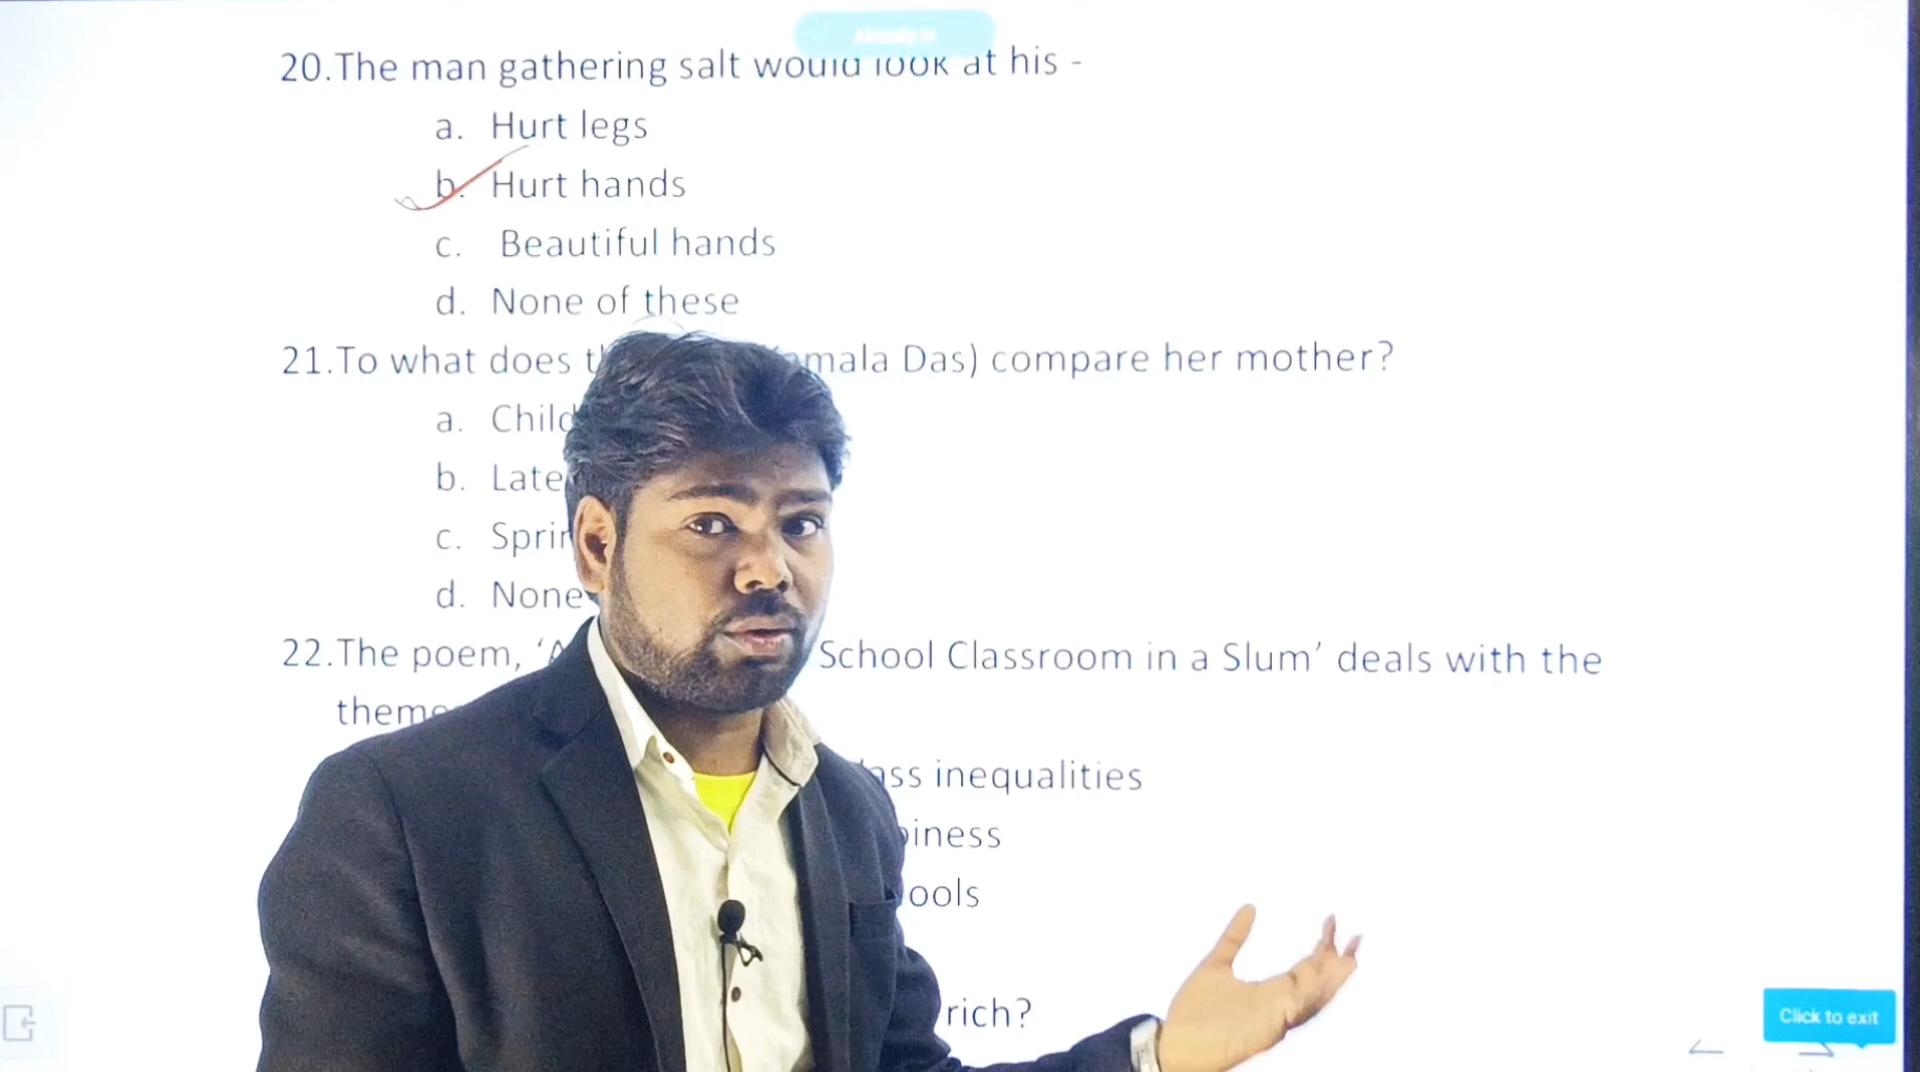 20.The man gathering salt would look at his -
a. Hurt legs
b. Hurt hands
c. Beautiful hands
d. None of these
21.To what does mala Das) compare her mother?
a. Child
b. Late
c. Sprin
d. None
22.The poem, ‘A School Classroom in a Slum’ deals with the
theme
ass inequalities
iness
ools
rich?
Click to exit